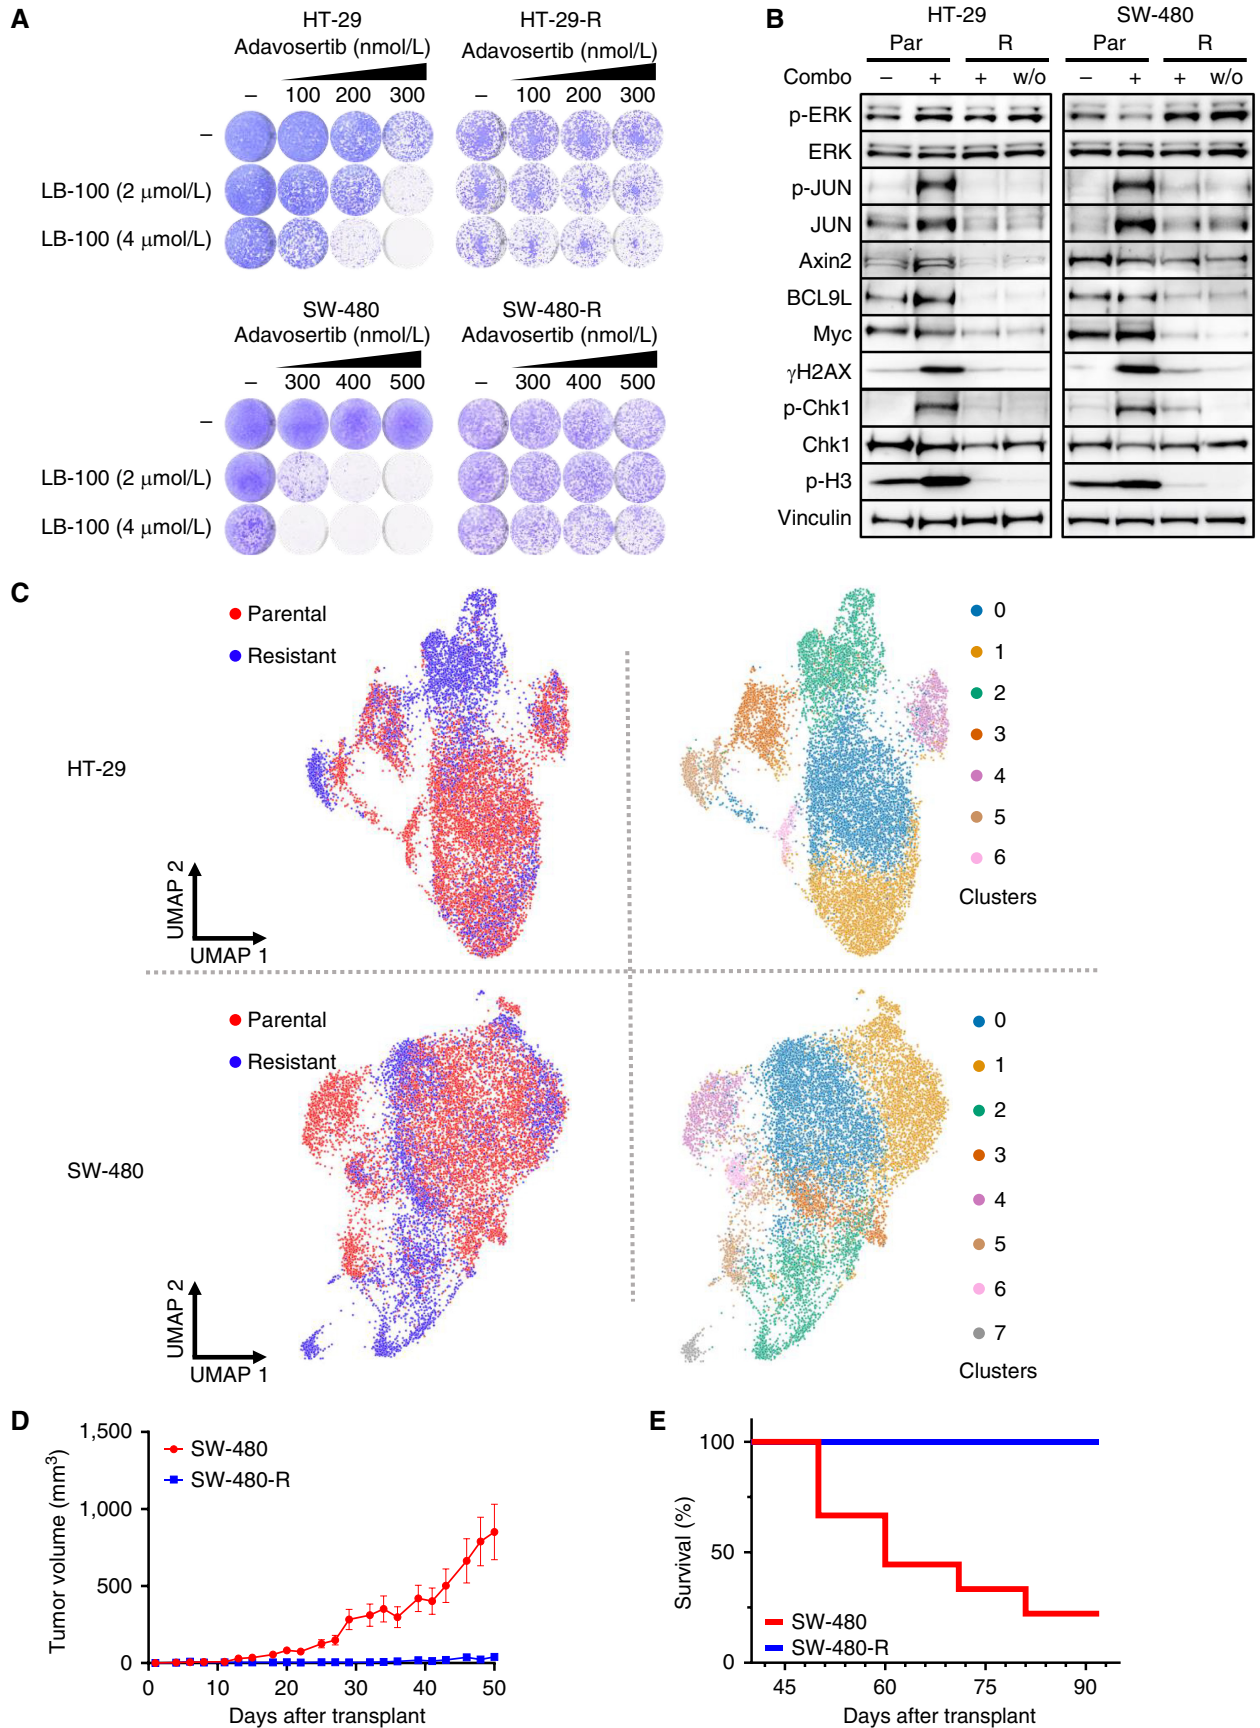 A
HT-29
Adavosertib (nmol/L)
– 100 200 300
HT-29-R
Adavosertib (nmol/L)
– 100 200 300
–
LB-100 (2 μmol/L)
LB-100 (4 μmol/L)
SW-480
Adavosertib (nmol/L)
– 300 400 500
SW-480-R
Adavosertib (nmol/L)
– 300 400 500
–
LB-100 (2 μmol/L)
LB-100 (4 μmol/L)
B
HT-29 SW-480
Par R Par R
Combo – + + w/o – + + w/o
p-ERK
ERK
p-JUN
JUN
Axin2
BCL9L
Myc
γH2AX
p-Chk1
Chk1
p-H3
Vinculin
C
HT-29
Parental
Resistant
UMAP 2
UMAP 1
0
1
2
3
4
5
6
Clusters
SW-480
Parental
Resistant
UMAP 2
UMAP 1
0
1
2
3
4
5
6
7
Clusters
D
Tumor volume (mm³)
1,500
1,000
500
0
SW-480
SW-480-R
0 10 20 30 40 50
Days after transplant
E
Survival (%)
100
50
0
SW-480
SW-480-R
45 60 75 90
Days after transplant